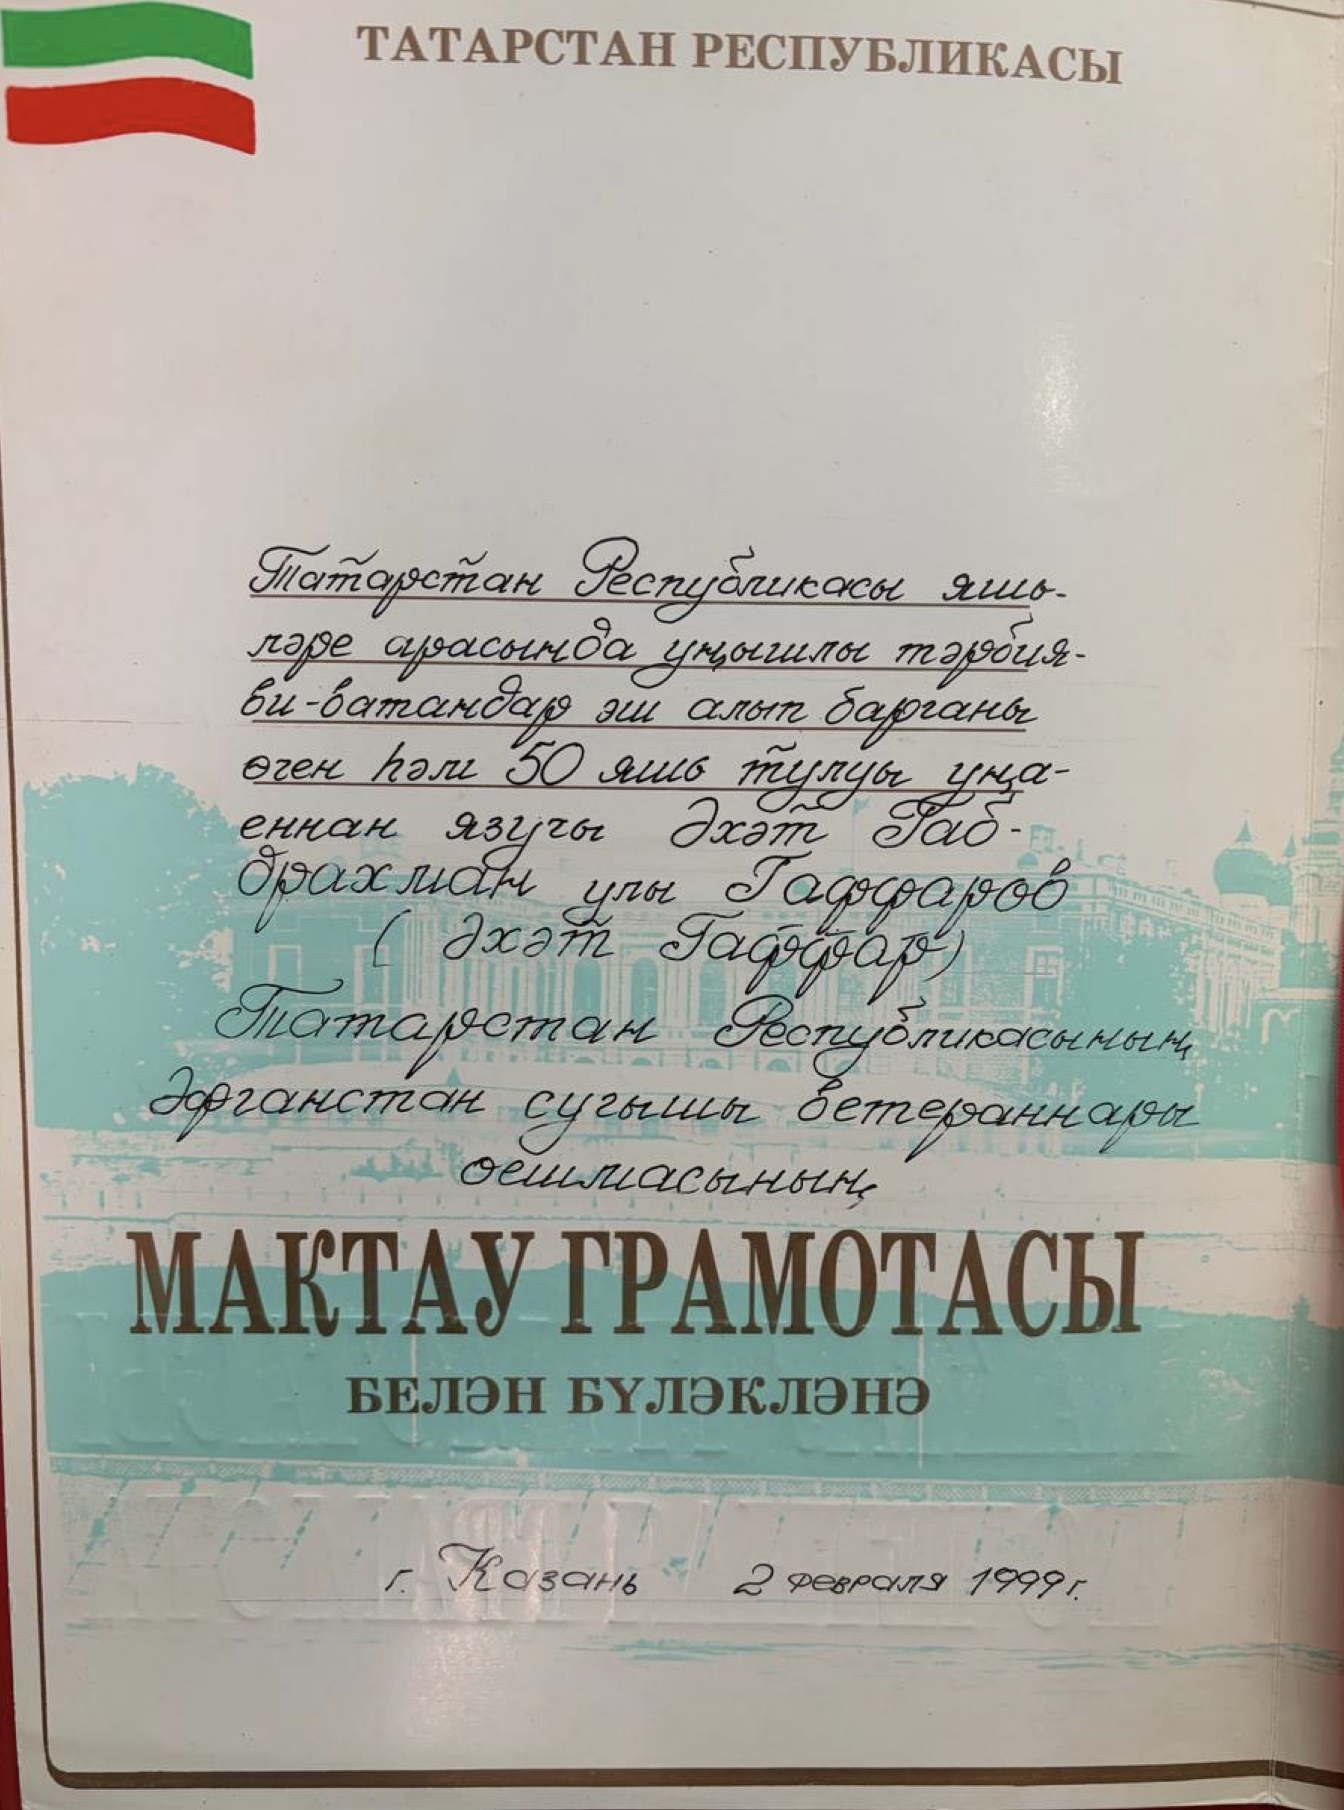 ТАТАРСТАН РЕСПУБЛИКАСЫ
Татарстан Республикасы яшь-
ләре арасында уңышлы тәрбия-
ви-ватандар эш алып барганы
өчен һәм 50 яшь тулуы уңа-
еннан язучы Әхәт Габ-
драхман улы Гаффаров
(Әхәт Гаффар)
Татарстан Республикасының
Әфганстан сугышы ветераннары
оешмасының
МАКТАУ ГРАМОТАСЫ
БЕЛӘН БҮЛӘКЛӘНӘ
г. Казань 2 февраля 1999 г.